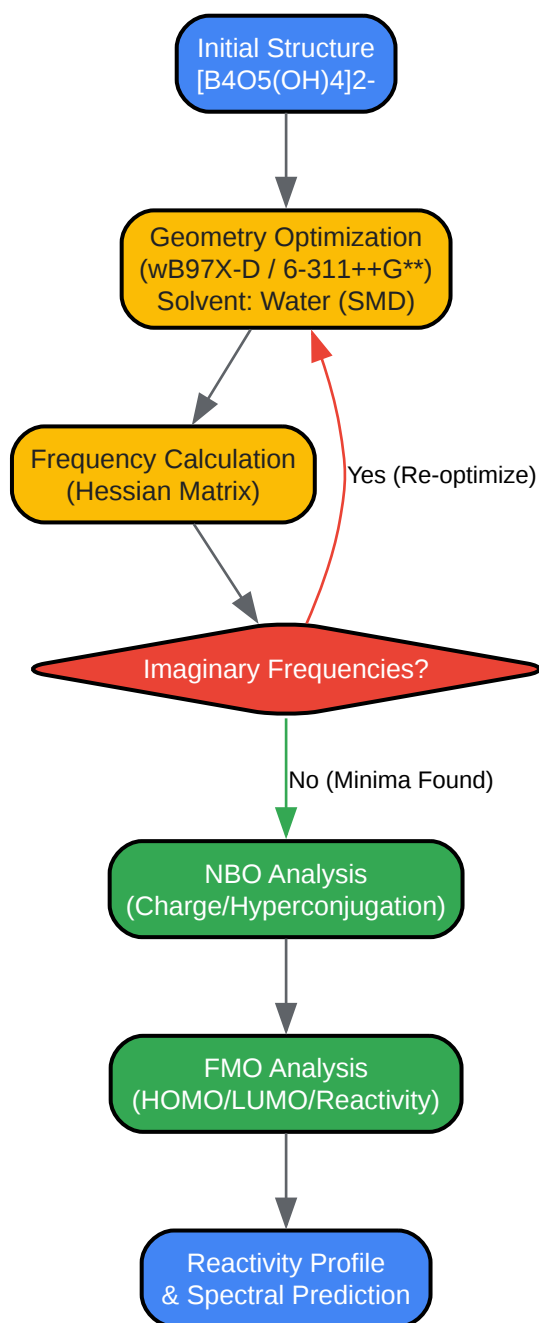 Initial Structure
[B4O5(OH)4]2-
Geometry Optimization
(wB97X-D / 6-311++G**)
Solvent: Water (SMD)
Frequency Calculation
(Hessian Matrix)
Yes (Re-optimize)
Imaginary Frequencies?
No (Minima Found)
NBO Analysis
(Charge/Hyperconjugation)
FMO Analysis
(HOMO/LUMO/Reactivity)
Reactivity Profile
& Spectral Prediction